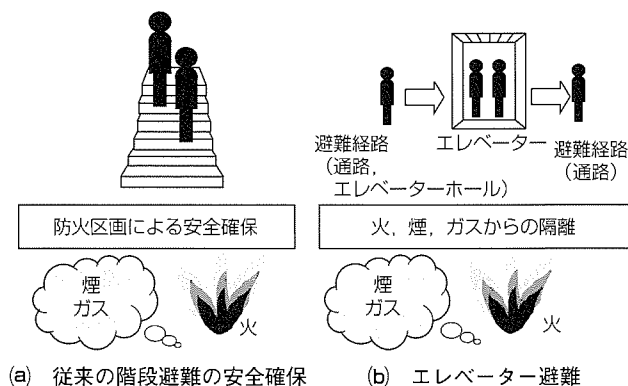 避難経路
(通路,
エレベーターホール)
エレベーター
避難経路
(通路)
防火区画による安全確保
火，煙，ガスからの隔離
煙
ガス
火
煙
ガス
火
(a) 従来の階段避難の安全確保
(b) エレベーター避難